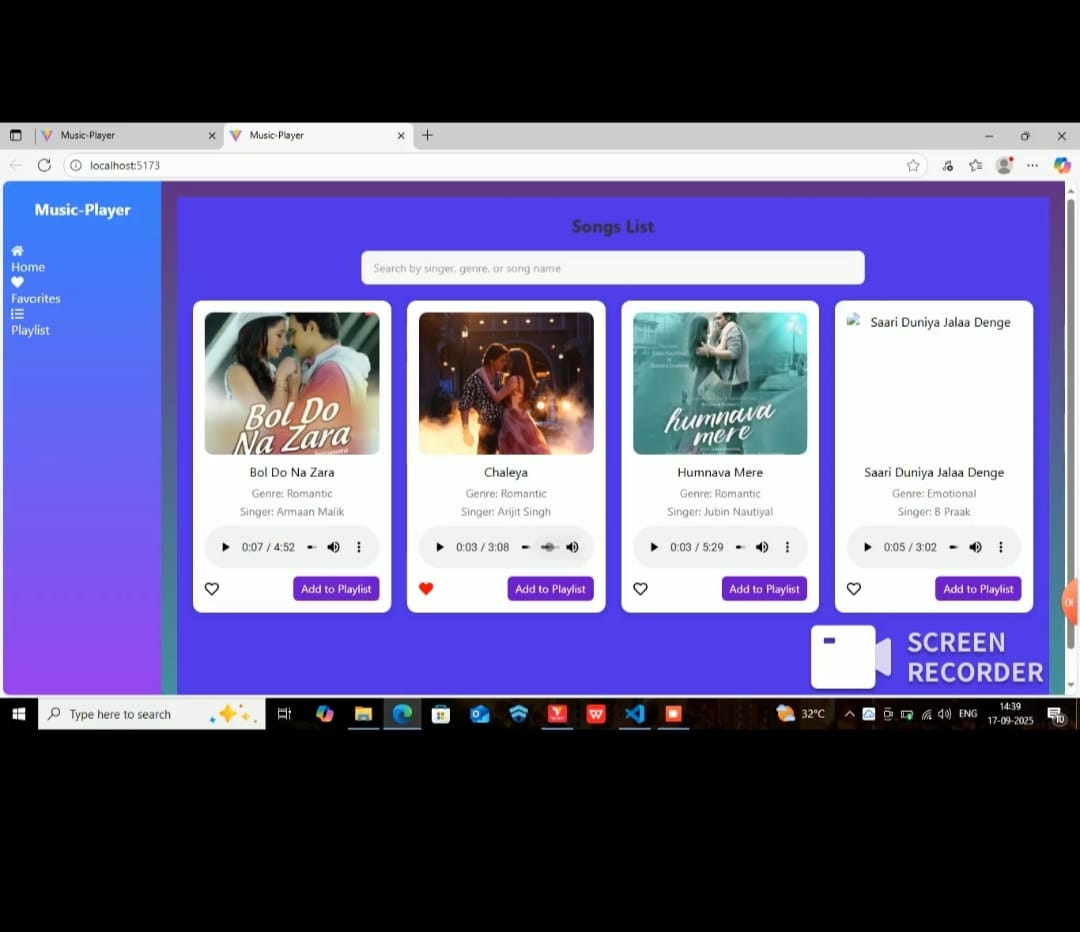 Music-Player
Music-Player
localhost:5173
Music-Player
Home
Favorites
Playlist
Songs List
Search by singer, genre, or song name
BOL DO
NA ZARA
humnava
mere
Saari Duniya Jalaa Denge
Bol Do Na Zara
Genre: Romantic
Singer: Armaan Malik
0:07 / 4:52
Add to Playlist
Chaleya
Genre: Romantic
Singer: Arijit Singh
0:03 / 3:08
Add to Playlist
Humnava Mere
Genre: Romantic
Singer: Jubin Nautiyal
0:03 / 5:29
Add to Playlist
Saari Duniya Jalaa Denge
Genre: Emotional
Singer: B Praak
0:05 / 3:02
Add to Playlist
SCREEN
RECORDER
Type here to search
32°C
ENG
14:39
17-09-2025